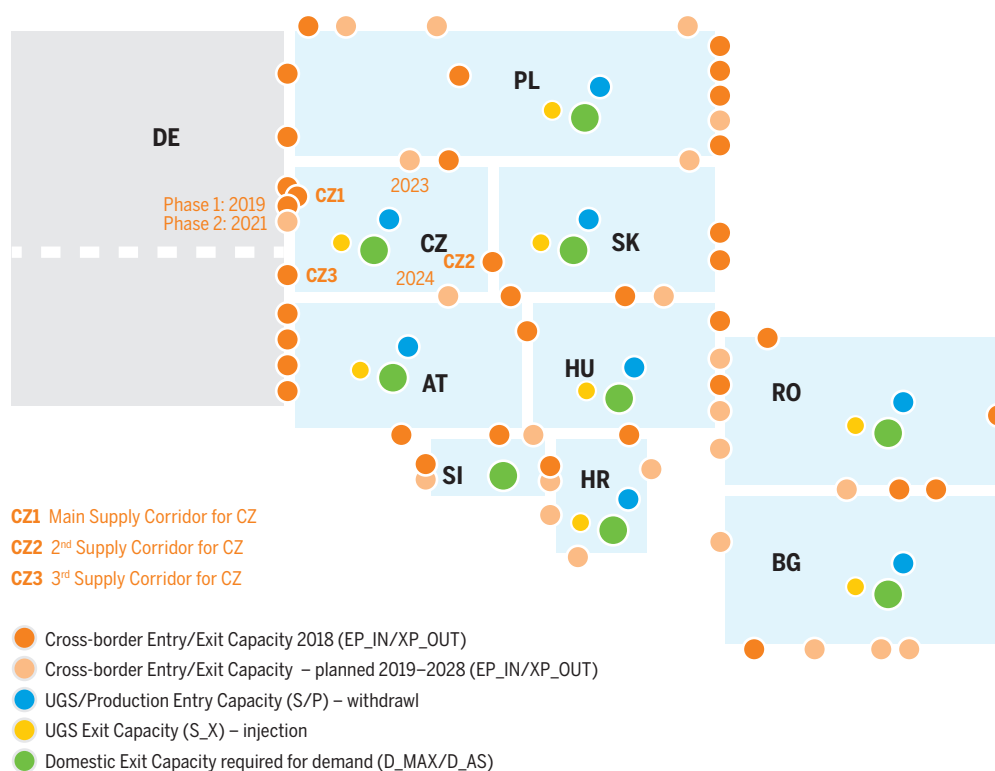 PL
DE
2023
CZ1
Phase 1: 2019
Phase 2: 2021
CZ
SK
CZ2
CZ3
2024
HU
AT
RO
SI
HR
CZ1 Main Supply Corridor for CZ
CZ2 2nd Supply Corridor for CZ
BG
CZ3 3rd Supply Corridor for CZ
Cross-border Entry/Exit Capacity 2018 (EP_IN/XP_OUT)
Cross-border Entry/Exit Capacity – planned 2019–2028 (EP_IN/XP_OUT)
UGS/Production Entry Capacity (S/P) – withdrawl
UGS Exit Capacity (S_X) – injection
Domestic Exit Capacity required for demand (D_MAX/D_AS)